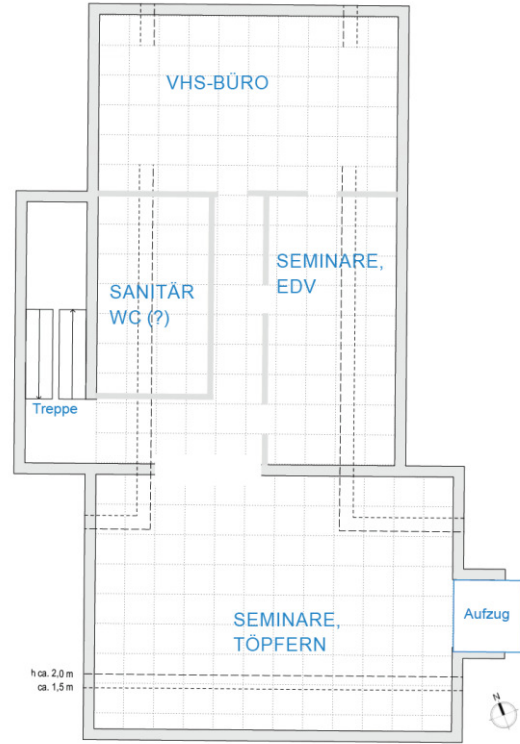 VHS-BÜRO
SEMINARE,
EDV
SANITÄR
WC (?)
Treppe
SEMINARE,
TÖPFERN
Aufzug
h ca. 2,0 m
ca. 1,5 m
N